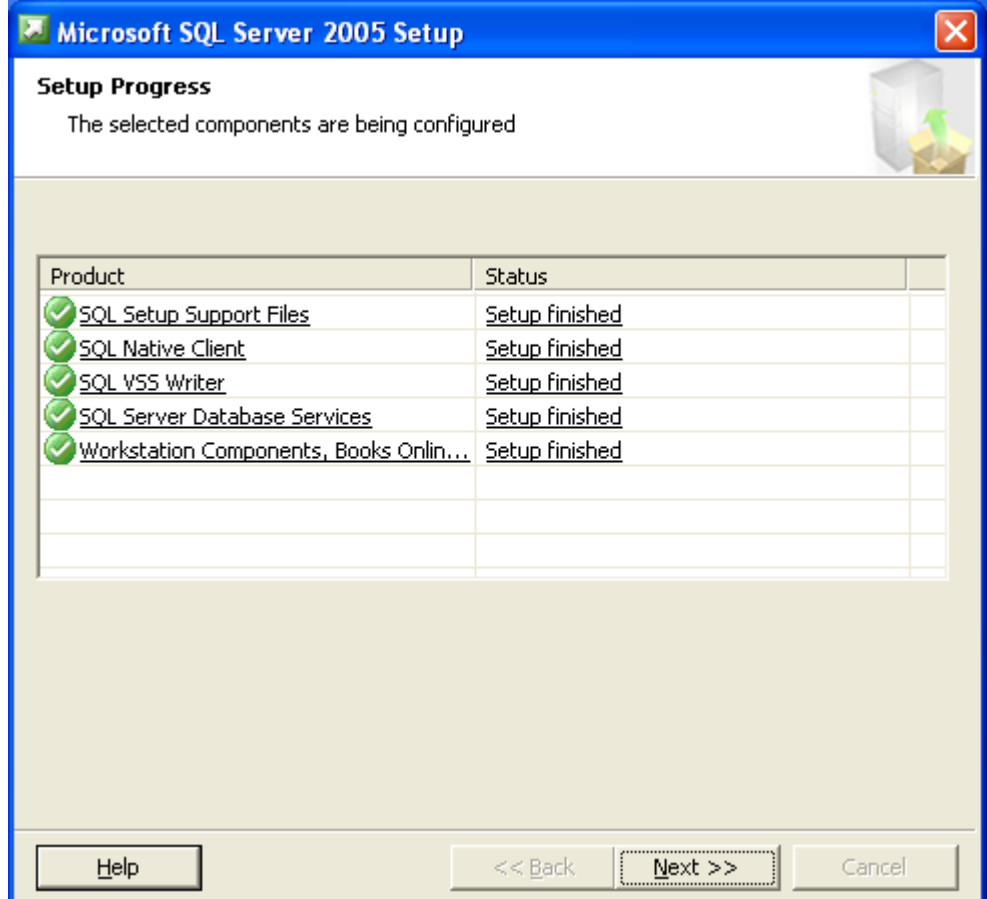 Microsoft SQL Server 2005 Setup
Setup Progress
The selected components are being configured
Product Status
SQL Setup Support Files Setup finished
SQL Native Client Setup finished
SQL VSS Writer Setup finished
SQL Server Database Services Setup finished
Workstation Components, Books Onlin... Setup finished
Help << Back Next >> Cancel